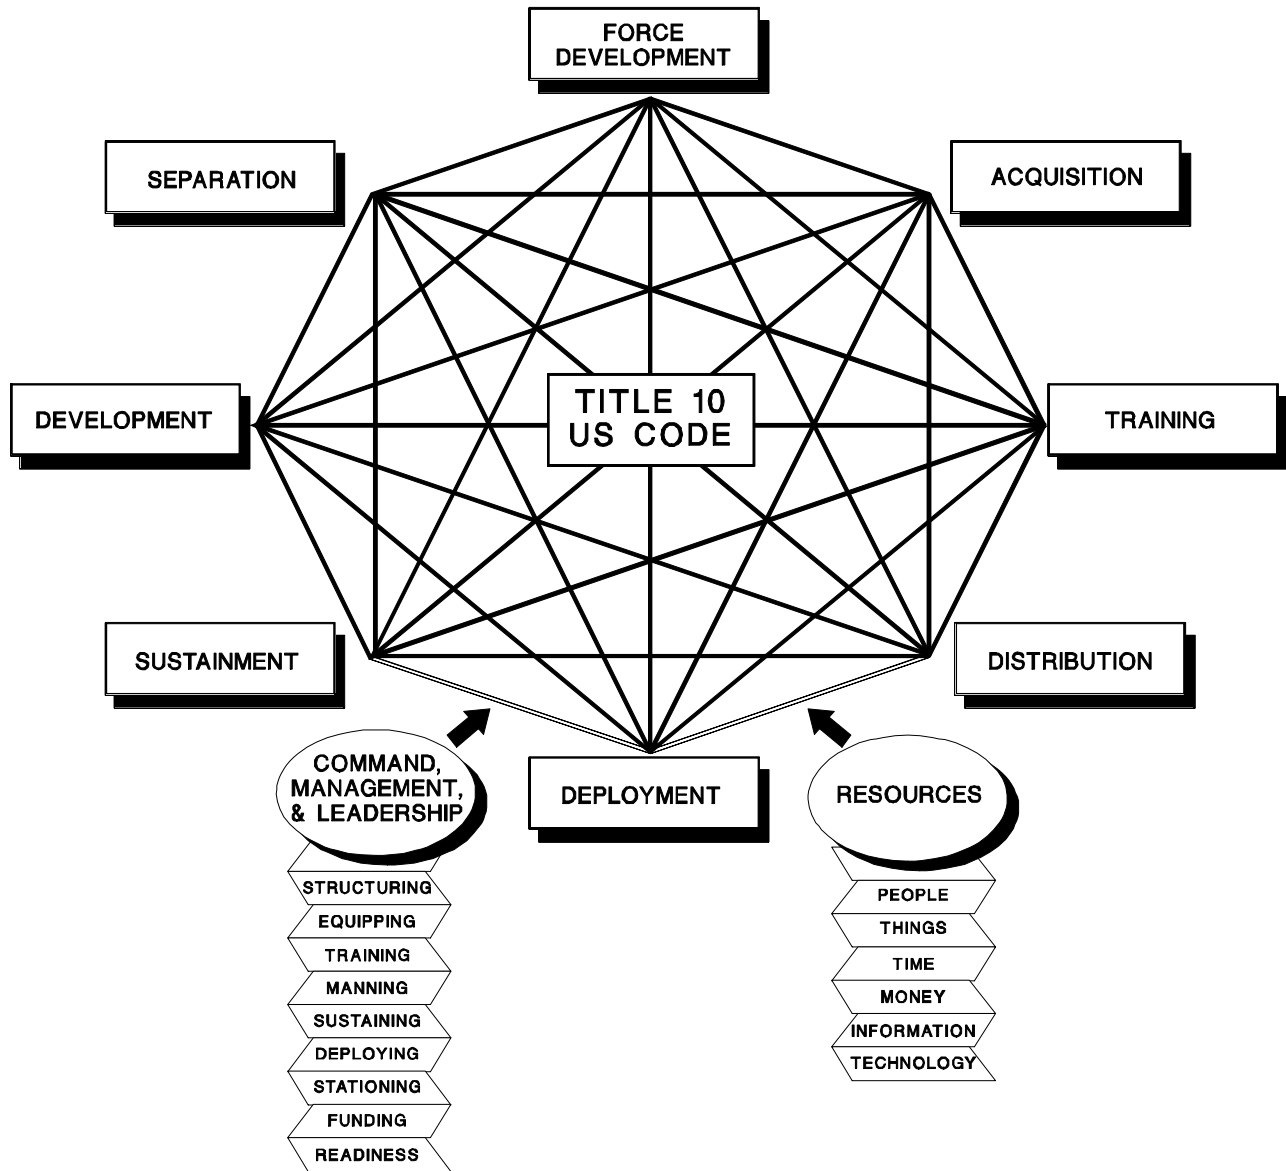 FORCE
DEVELOPMENT
SEPARATION
ACQUISITION
TITLE 10
US CODE
DEVELOPMENT
TRAINING
SUSTAINMENT
DISTRIBUTION
COMMAND,
MANAGEMENT,
& LEADERSHIP
DEPLOYMENT
RESOURCES
STRUCTURING
EQUIPPING
TRAINING
MANNING
SUSTAINING
DEPLOYING
STATIONING
FUNDING
READINESS
PEOPLE
THINGS
TIME
MONEY
INFORMATION
TECHNOLOGY